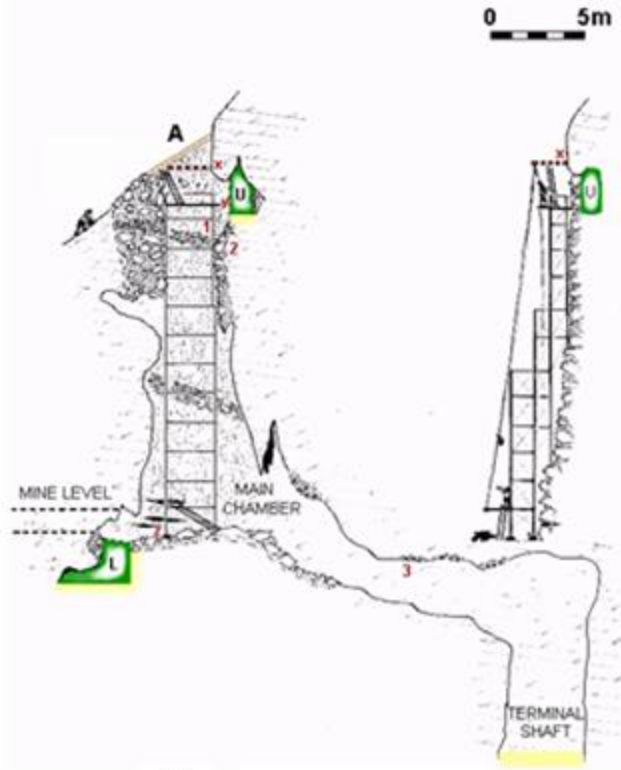 0 5m
A
x
U
y
1
2
x
U
MINE LEVEL
MAIN
CHAMBER
L
3
TERMINAL
SHAFT